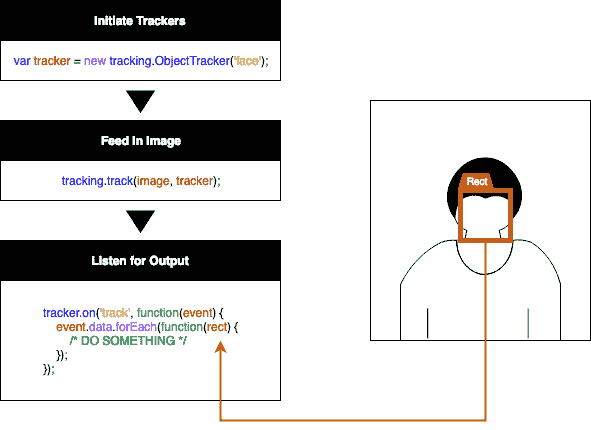 Initiate Trackers
var tracker = new tracking.ObjectTracker('face');
Feed in Image
tracking.track(image, tracker);
Listen for Output
tracker.on('track', function(event) {
event.data.forEach(function(rect) {
/* DO SOMETHING */
});
});
Rect